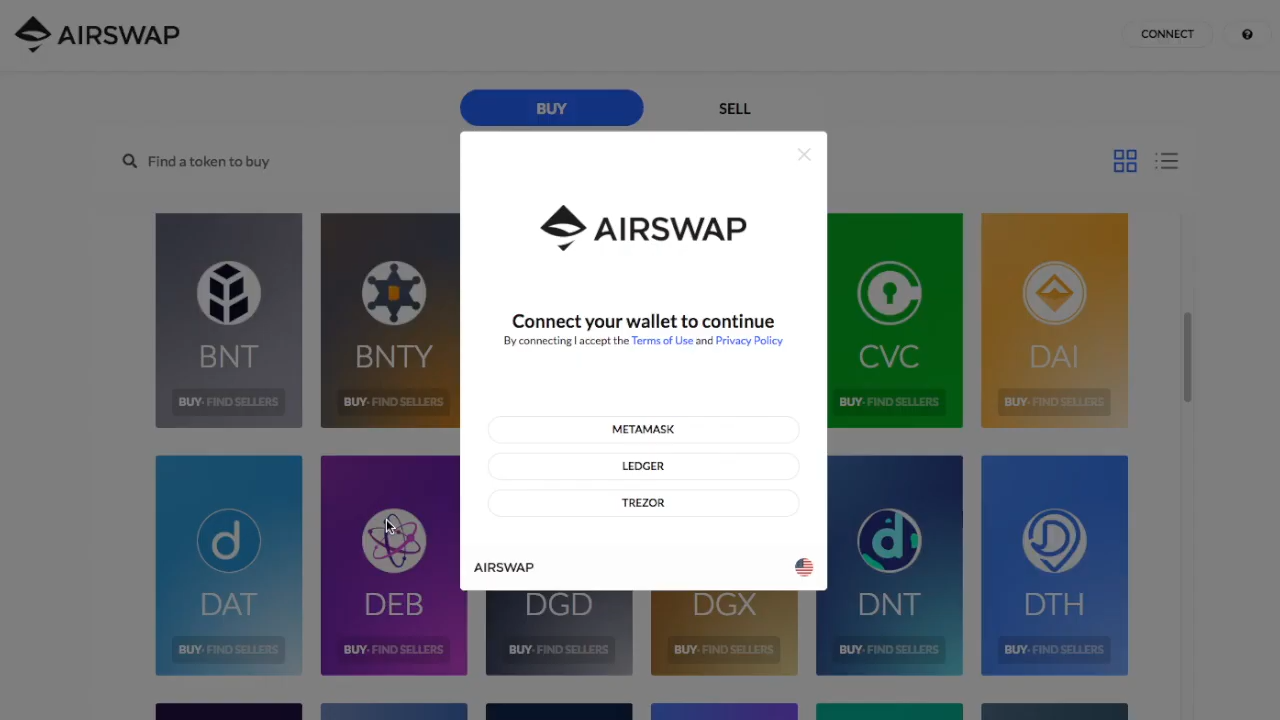 AIRSWAP
CONNECT
?
BUY
SELL
Find a token to buy
BNT
BUY- FIND SELLERS
BNTY
BUY- FIND SELLERS
CVC
BUY- FIND SELLERS
DAI
BUY- FIND SELLERS
AIRSWAP
Connect your wallet to continue
By connecting I accept the Terms of Use and Privacy Policy
METAMASK
LEDGER
TREZOR
AIRSWAP
d
DAT
BUY- FIND SELLERS
DEB
BUY- FIND SELLERS
DGD
BUY- FIND SELLERS
DGX
BUY- FIND SELLERS
d
DNT
BUY- FIND SELLERS
DTH
BUY- FIND SELLERS